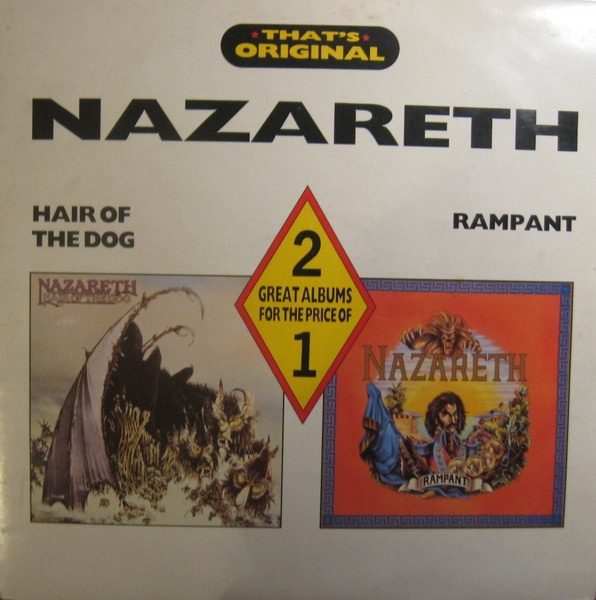 THAT'S
ORIGINAL
NAZARETH
HAIR OF
THE DOG
RAMPANT
2
GREAT ALBUMS
FOR THE PRICE OF
1
NAZARETH
HAIR OF THE DOG
NAZARETH
RAMPANT